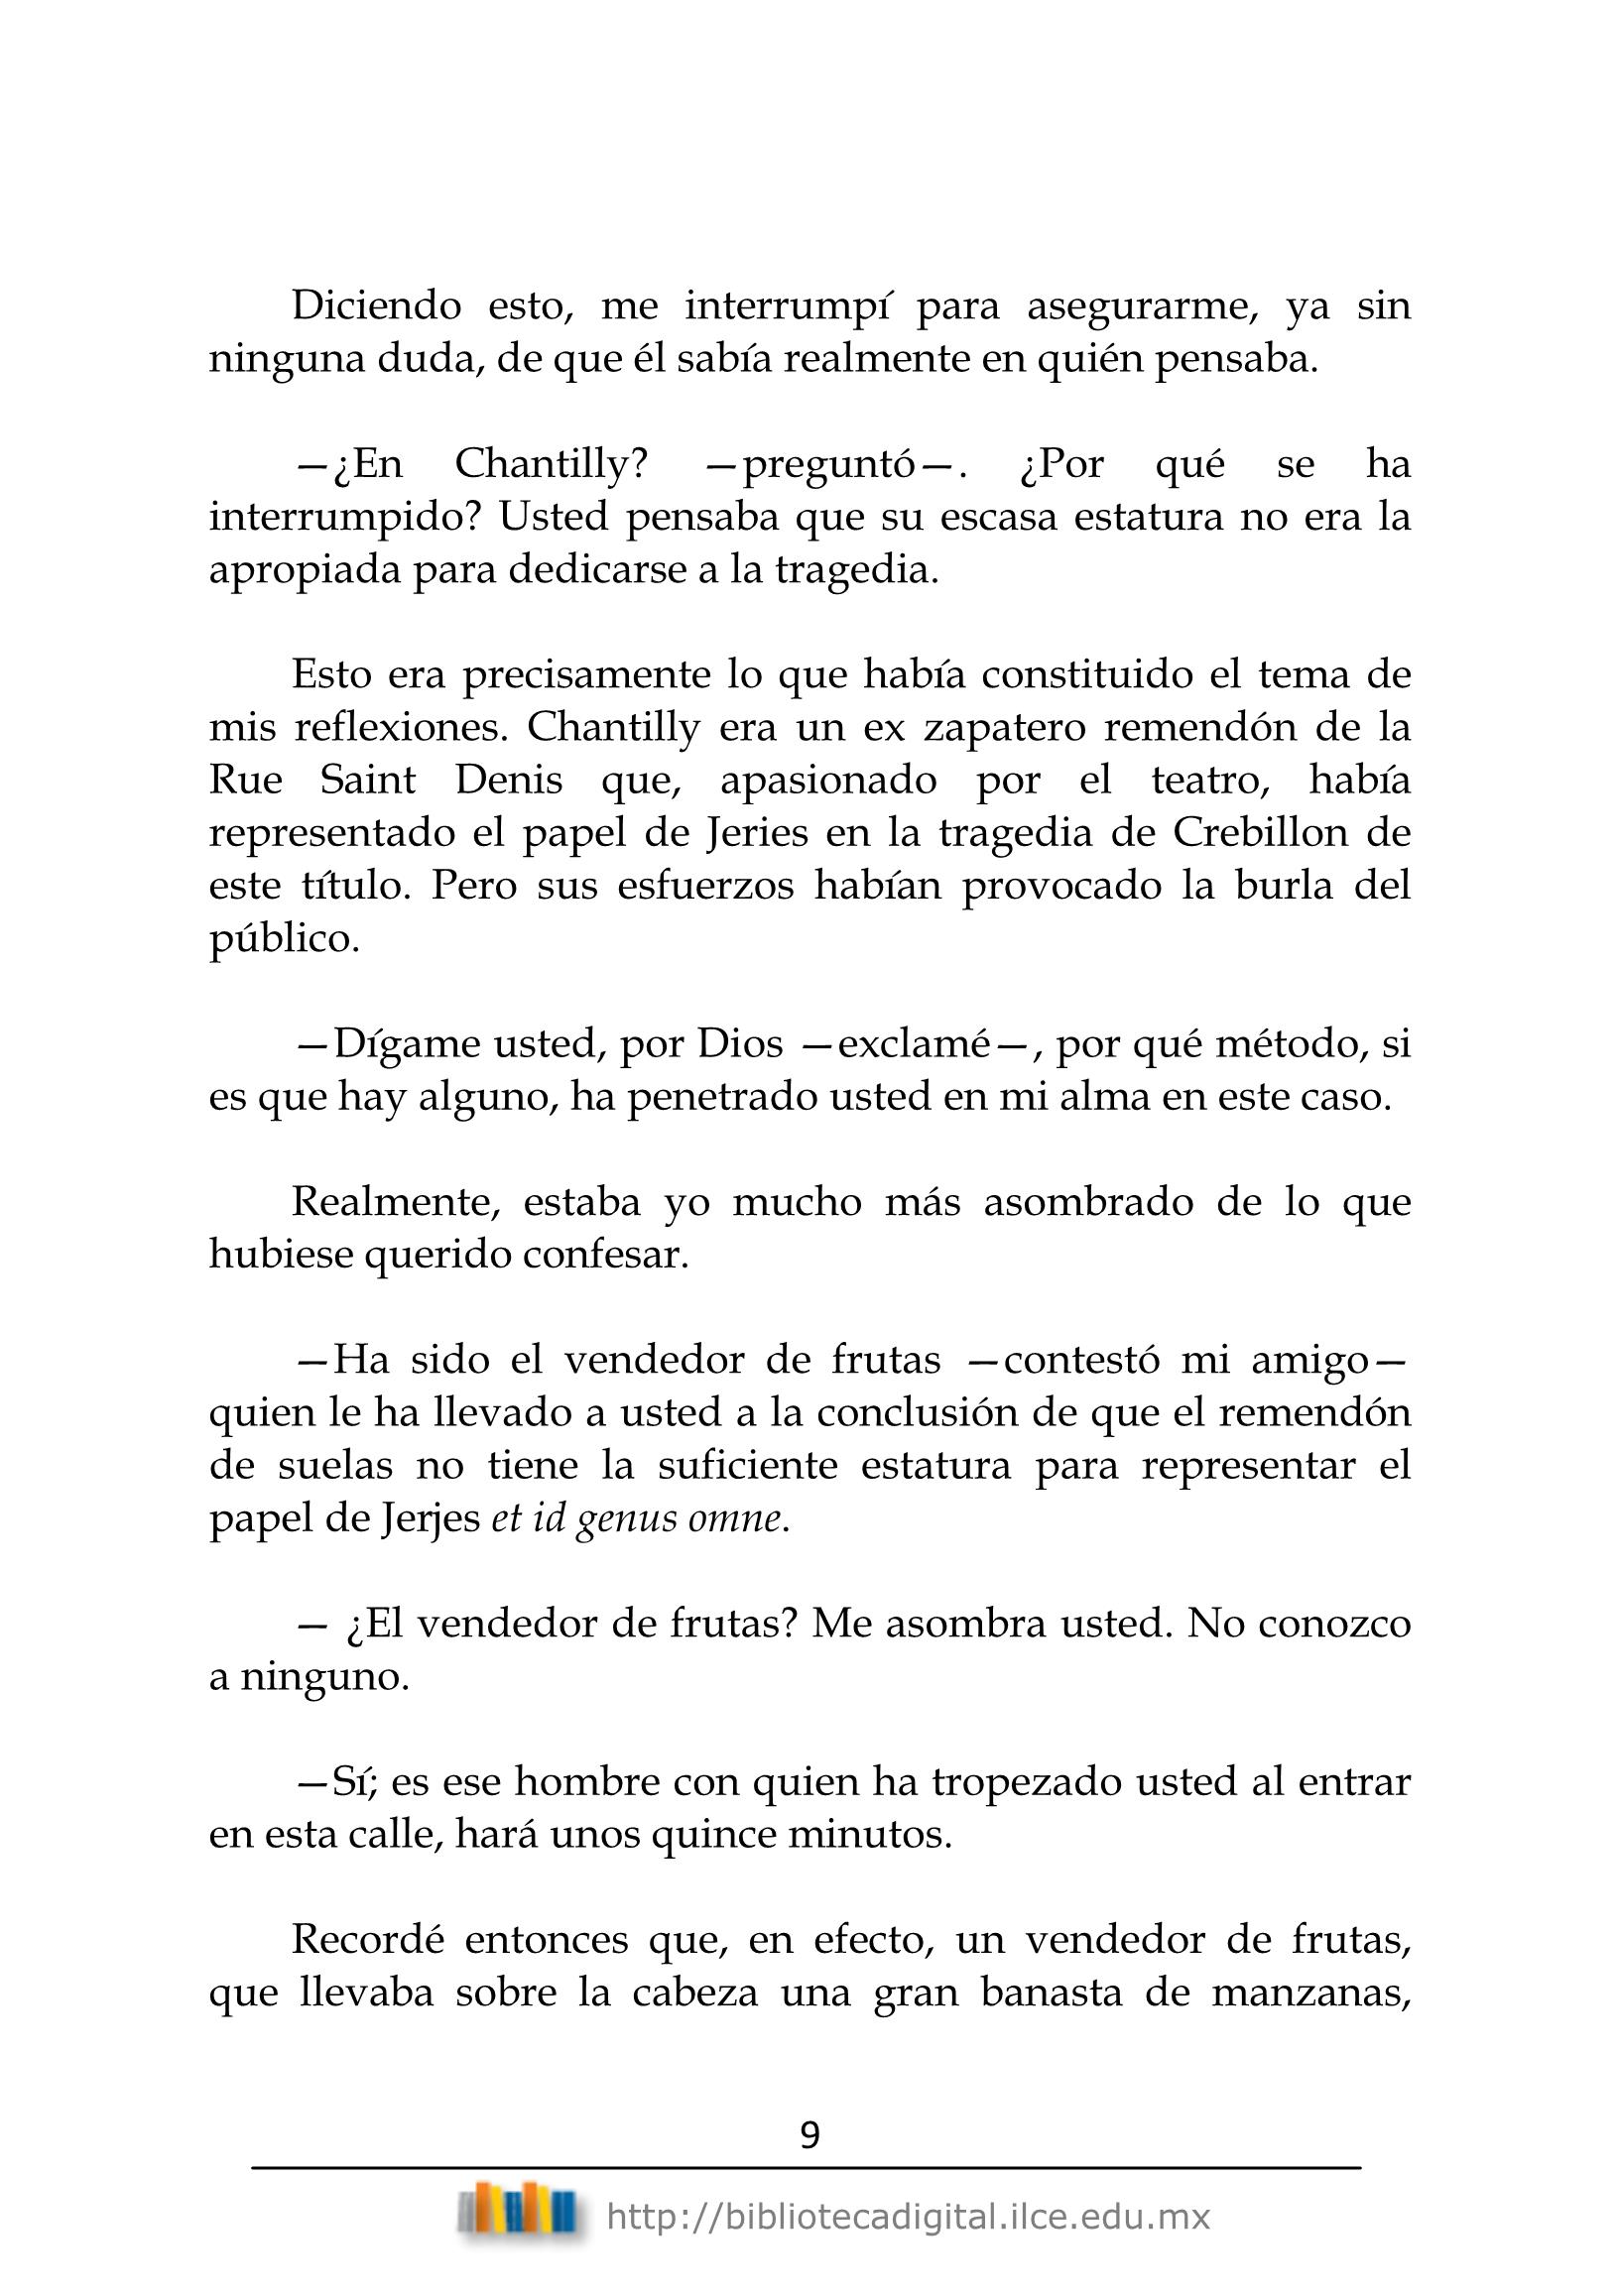 Diciendo esto, me interrumpí para asegurarme, ya sin
ninguna duda, de que él sabía realmente en quién pensaba.
—¿En Chantilly? —preguntó—. ¿Por qué se ha
interrumpido? Usted pensaba que su escasa estatura no era la
apropiada para dedicarse a la tragedia.
Esto era precisamente lo que había constituido el tema de
mis reflexiones. Chantilly era un ex zapatero remendón de la
Rue Saint Denis que, apasionado por el teatro, había
representado el papel de Jeries en la tragedia de Crebillon de
este título. Pero sus esfuerzos habían provocado la burla del
público.
—Dígame usted, por Dios —exclamé—, por qué método, si
es que hay alguno, ha penetrado usted en mi alma en este caso.
Realmente, estaba yo mucho más asombrado de lo que
hubiese querido confesar.
—Ha sido el vendedor de frutas —contestó mi amigo—
quien le ha llevado a usted a la conclusión de que el remendón
de suelas no tiene la suficiente estatura para representar el
papel de Jerjes et id genus omne.
— ¿El vendedor de frutas? Me asombra usted. No conozco
a ninguno.
—Sí; es ese hombre con quien ha tropezado usted al entrar
en esta calle, hará unos quince minutos.
Recordé entonces que, en efecto, un vendedor de frutas,
que llevaba sobre la cabeza una gran banasta de manzanas,
9
http://bibliotecadigital.ilce.edu.mx